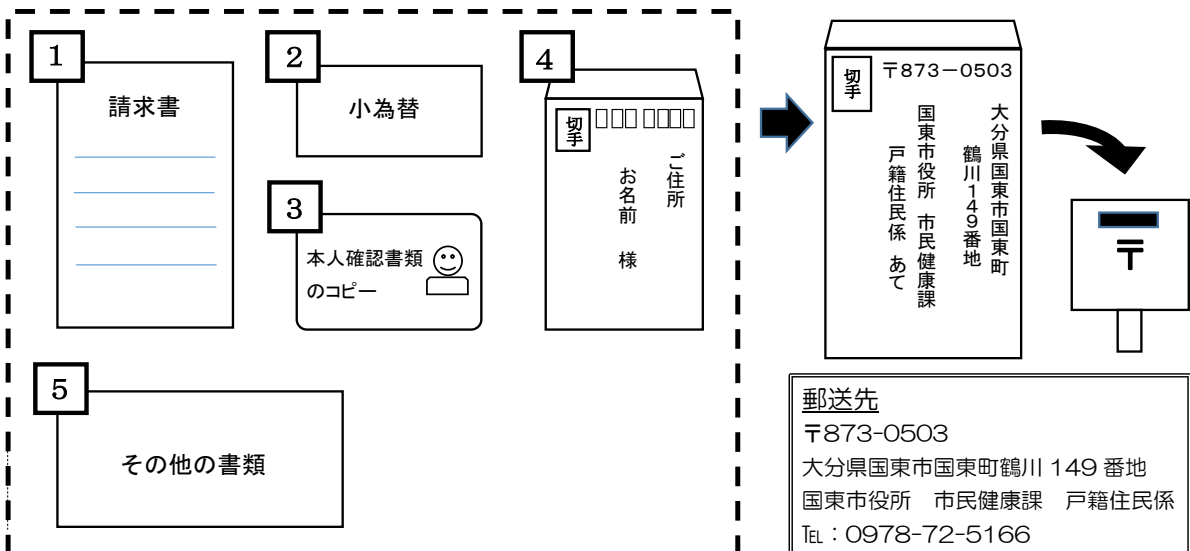 1
請求書
2
小為替
3
本人確認書類
のコピー
4
切手
ご住所
お名前　様
5
その他の書類
切手
〒873－0503
大分県国東市国東町
鶴川149番地
国東市役所　市民健康課
戸籍住民係　あて
〒
郵送先
〒873-0503
大分県国東市国東町鶴川 149 番地
国東市役所　市民健康課　戸籍住民係
℡：0978-72-5166